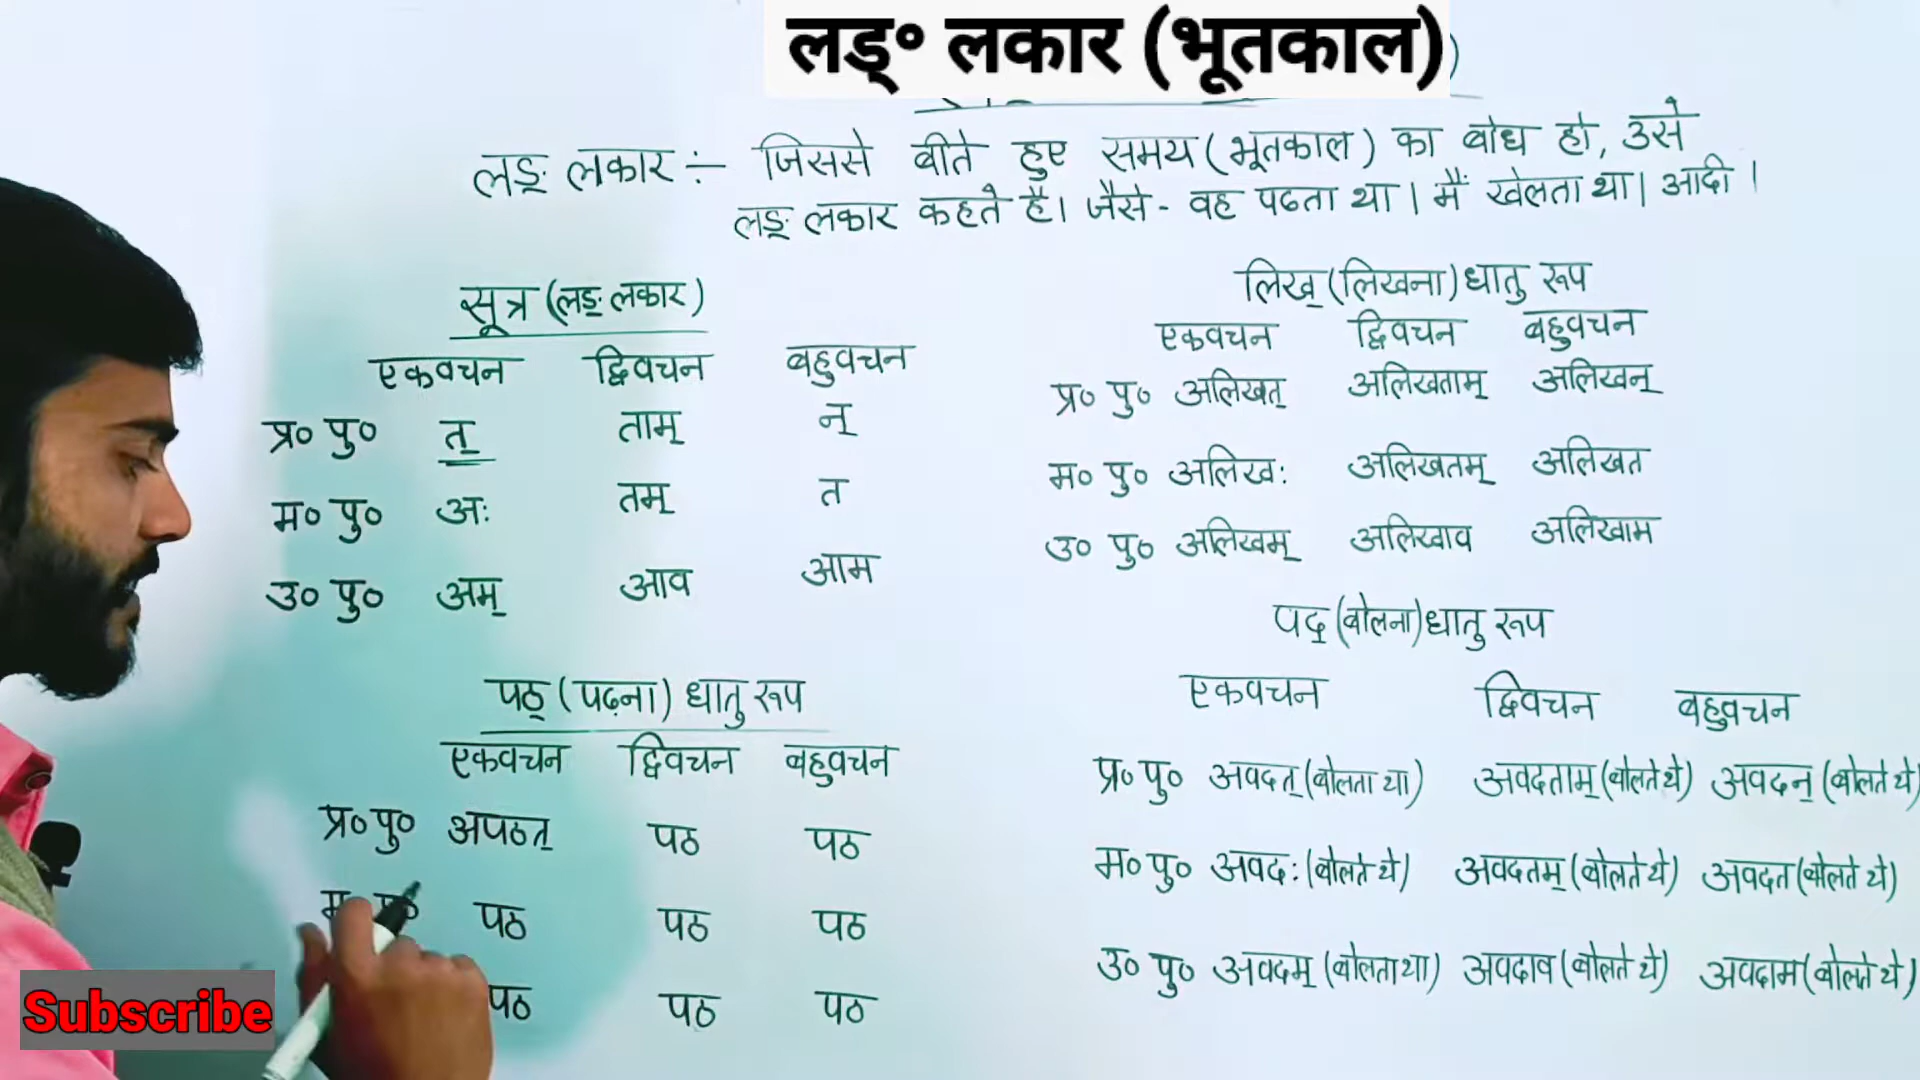 लङ्० लकार (भूतकाल)
लङ् लकार :- जिससे बीते हुए समय (भूतकाल) का बोध हो, उसे
लङ् लकार कहते है। जैसे - वह पढता था। मैं खेलता था। आदी।
सूत्र (लङ् लकार)
एकवचन द्विवचन बहुवचन
प्र० पु० त् ताम् न्
म० पु० अः तम् त
उ० पु० अम् आव आम
पठ् (पढ़ना) धातु रूप
एकवचन द्विवचन बहुवचन
प्र० पु० अपठत् पठ पठ
म० पु० पठ पठ पठ
पठ पठ पठ
लिख् (लिखना) धातु रूप
एकवचन द्विवचन बहुवचन
प्र० पु० अलिखत् अलिखताम् अलिखन्
म० पु० अलिखः अलिखतम् अलिखत
उ० पु० अलिखम् अलिखाव अलिखाम
पद् (बोलना) धातु रूप
एकवचन द्विवचन बहुवचन
प्र० पु० अवदत् (बोलता था) अवदताम् (बोलते थे) अवदन् (बोलते थे)
म० पु० अवदः (बोलते थे) अवदतम् (बोलते थे) अवदत (बोलते थे)
उ० पु० अवदम् (बोलता था) अवदाव (बोलते थे) अवदाम (बोलते थे)
Subscribe